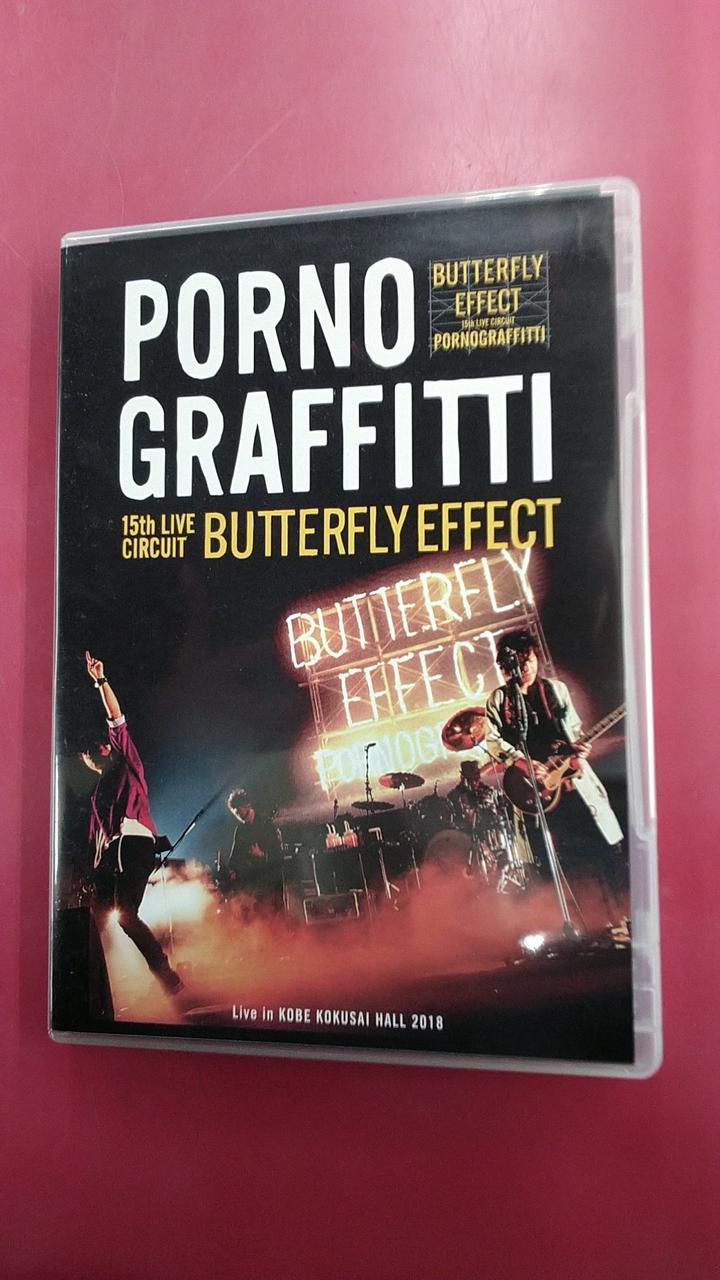 PORNO
GRAFFITTI
BUTTERFLY
EFFECT
15th LIVE CIRCUIT
PORNOGRAFFITTI
15th LIVE
CIRCUIT
BUTTERFLY EFFECT
BUTTERFLY
EFFECT
PORNOGR
Live in KOBE KOKUSAI HALL 2018